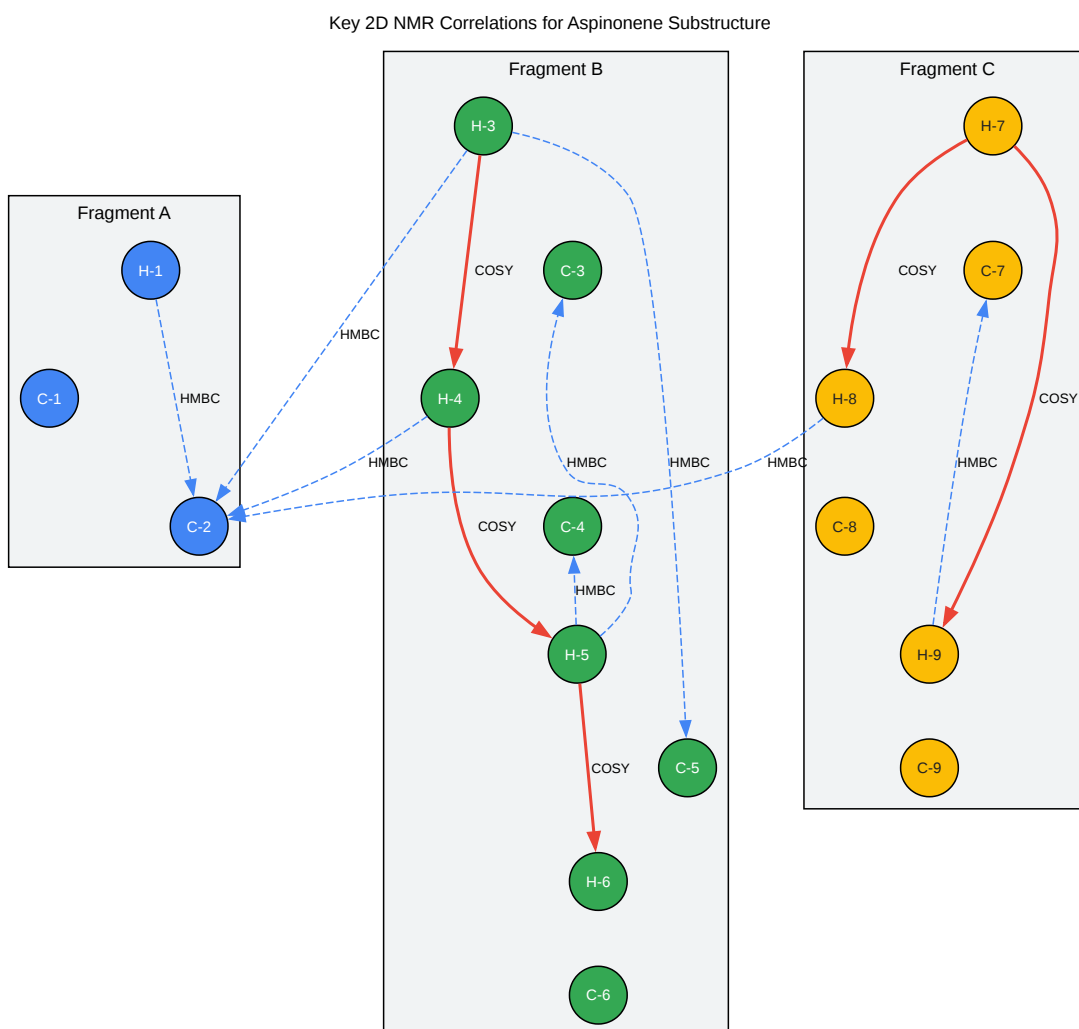 Key 2D NMR Correlations for Aspinonene Substructure
Fragment B
Fragment C
H-3
H-7
Fragment A
H-1
C-3
COSY
COSY
C-7
HMBC
C-1
HMBC
H-4
H-8
COSY
HMBC
HMBC
HMBC
HMBC
HMBC
C-2
COSY
C-4
C-8
HMBC
H-5
H-9
COSY
C-5
C-9
H-6
C-6